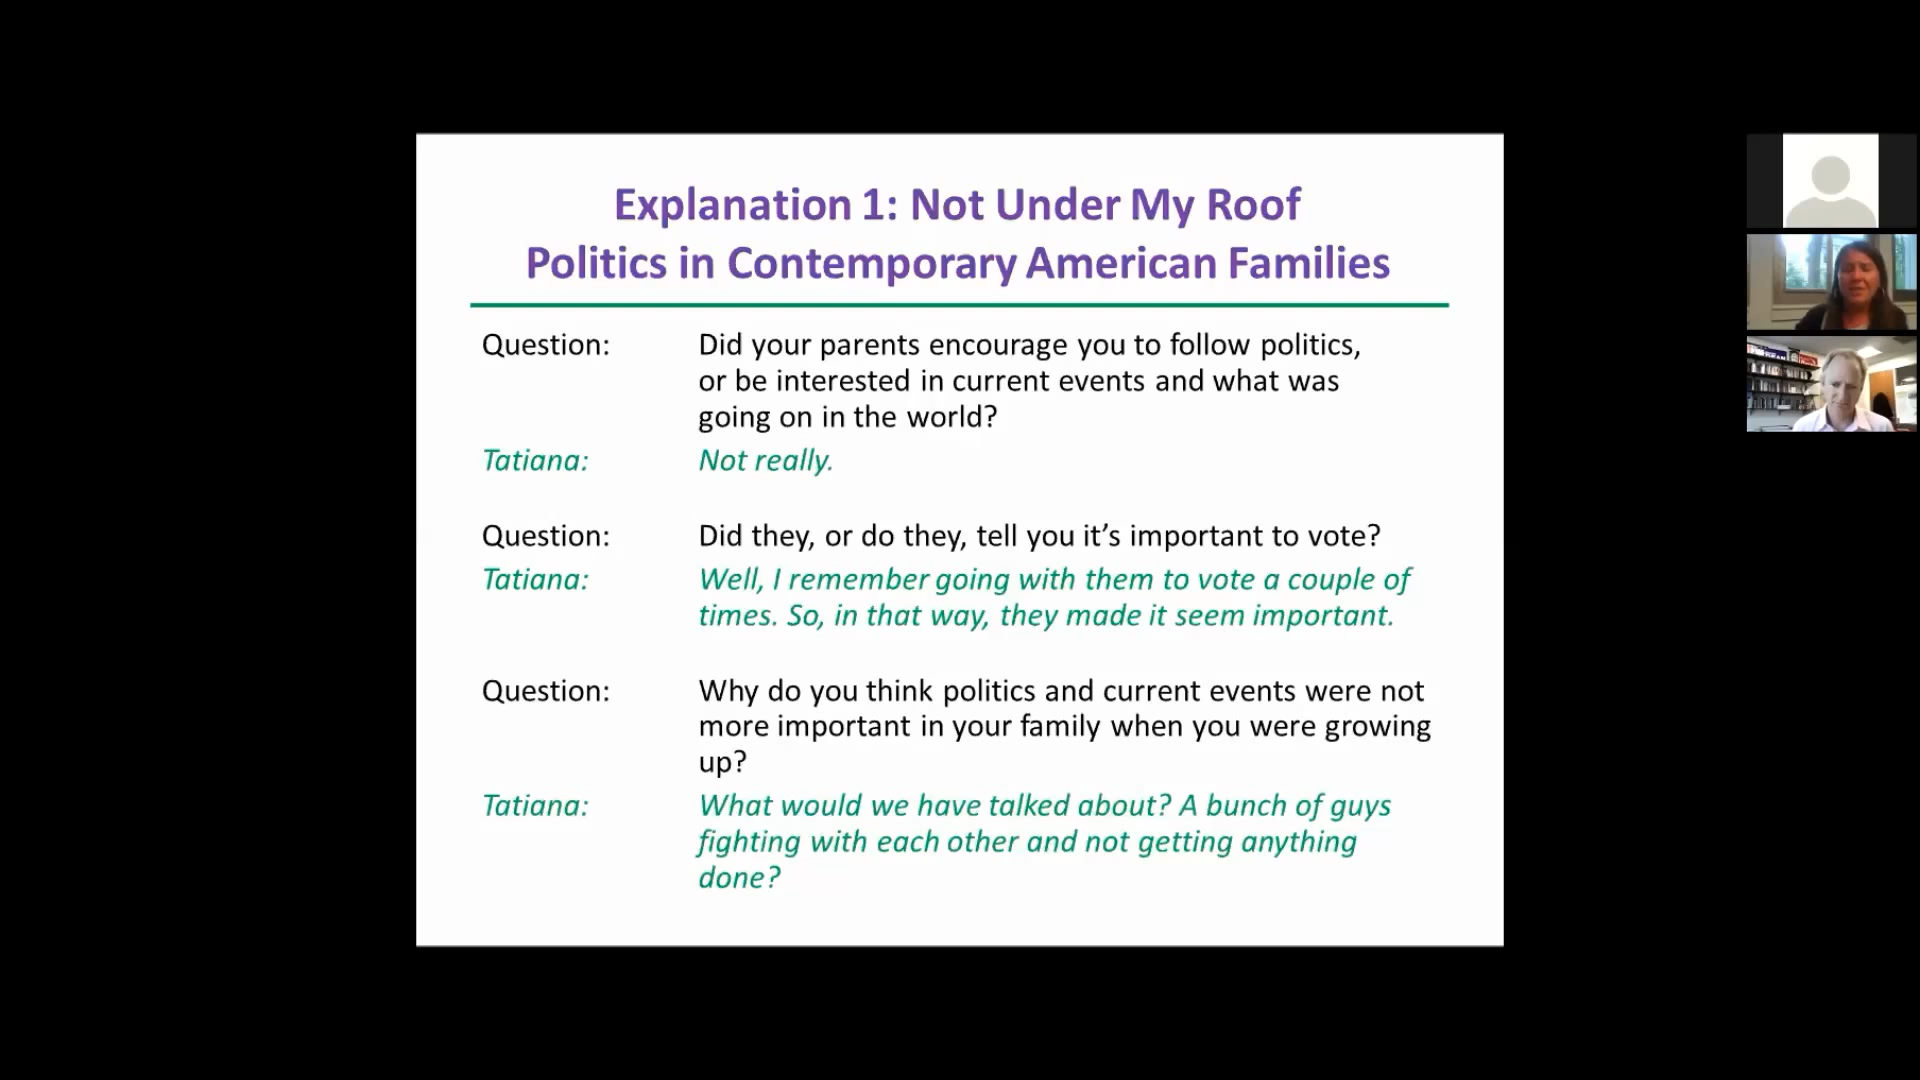 Explanation 1: Not Under My Roof
Politics in Contemporary American Families
Question: Did your parents encourage you to follow politics,
or be interested in current events and what was
going on in the world?
Tatiana: Not really.
Question: Did they, or do they, tell you it’s important to vote?
Tatiana: Well, I remember going with them to vote a couple of
times. So, in that way, they made it seem important.
Question: Why do you think politics and current events were not
more important in your family when you were growing
up?
Tatiana: What would we have talked about? A bunch of guys
fighting with each other and not getting anything
done?